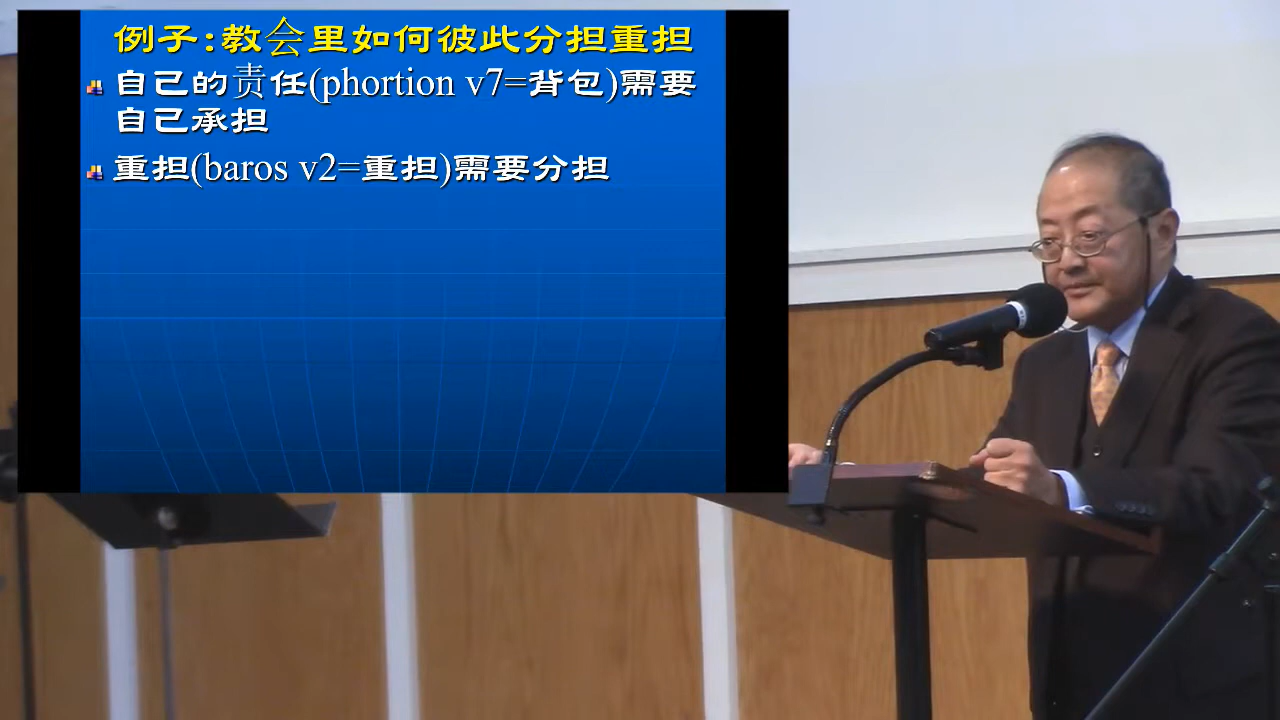 例子:教会里如何彼此分担重担
自己的责任(phortion v7=背包)需要
自己承担
重担(baros v2=重担)需要分担